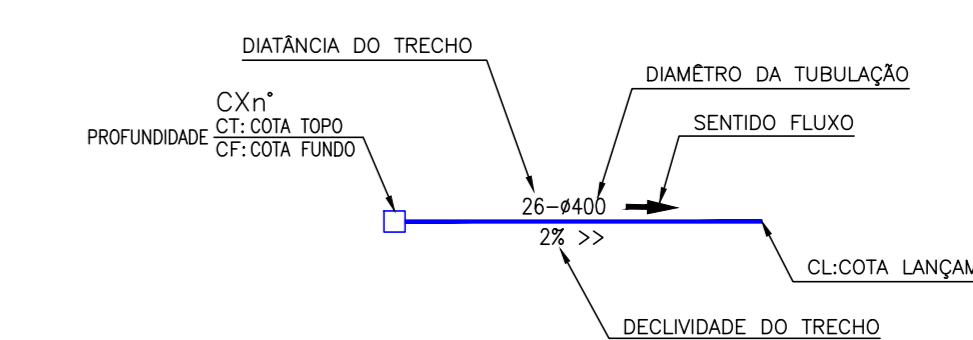 DIATÂNCIA DO TRECHO
DIAMÊTRO DA TUBULAÇÃO
CXn°
CT: COTA TOPO
PROFUNDIDADE
CF: COTA FUNDO
SENTIDO FLUXO
26-ø400
2% >>
CL:COTA LANÇAM
DECLIVIDADE DO TRECHO